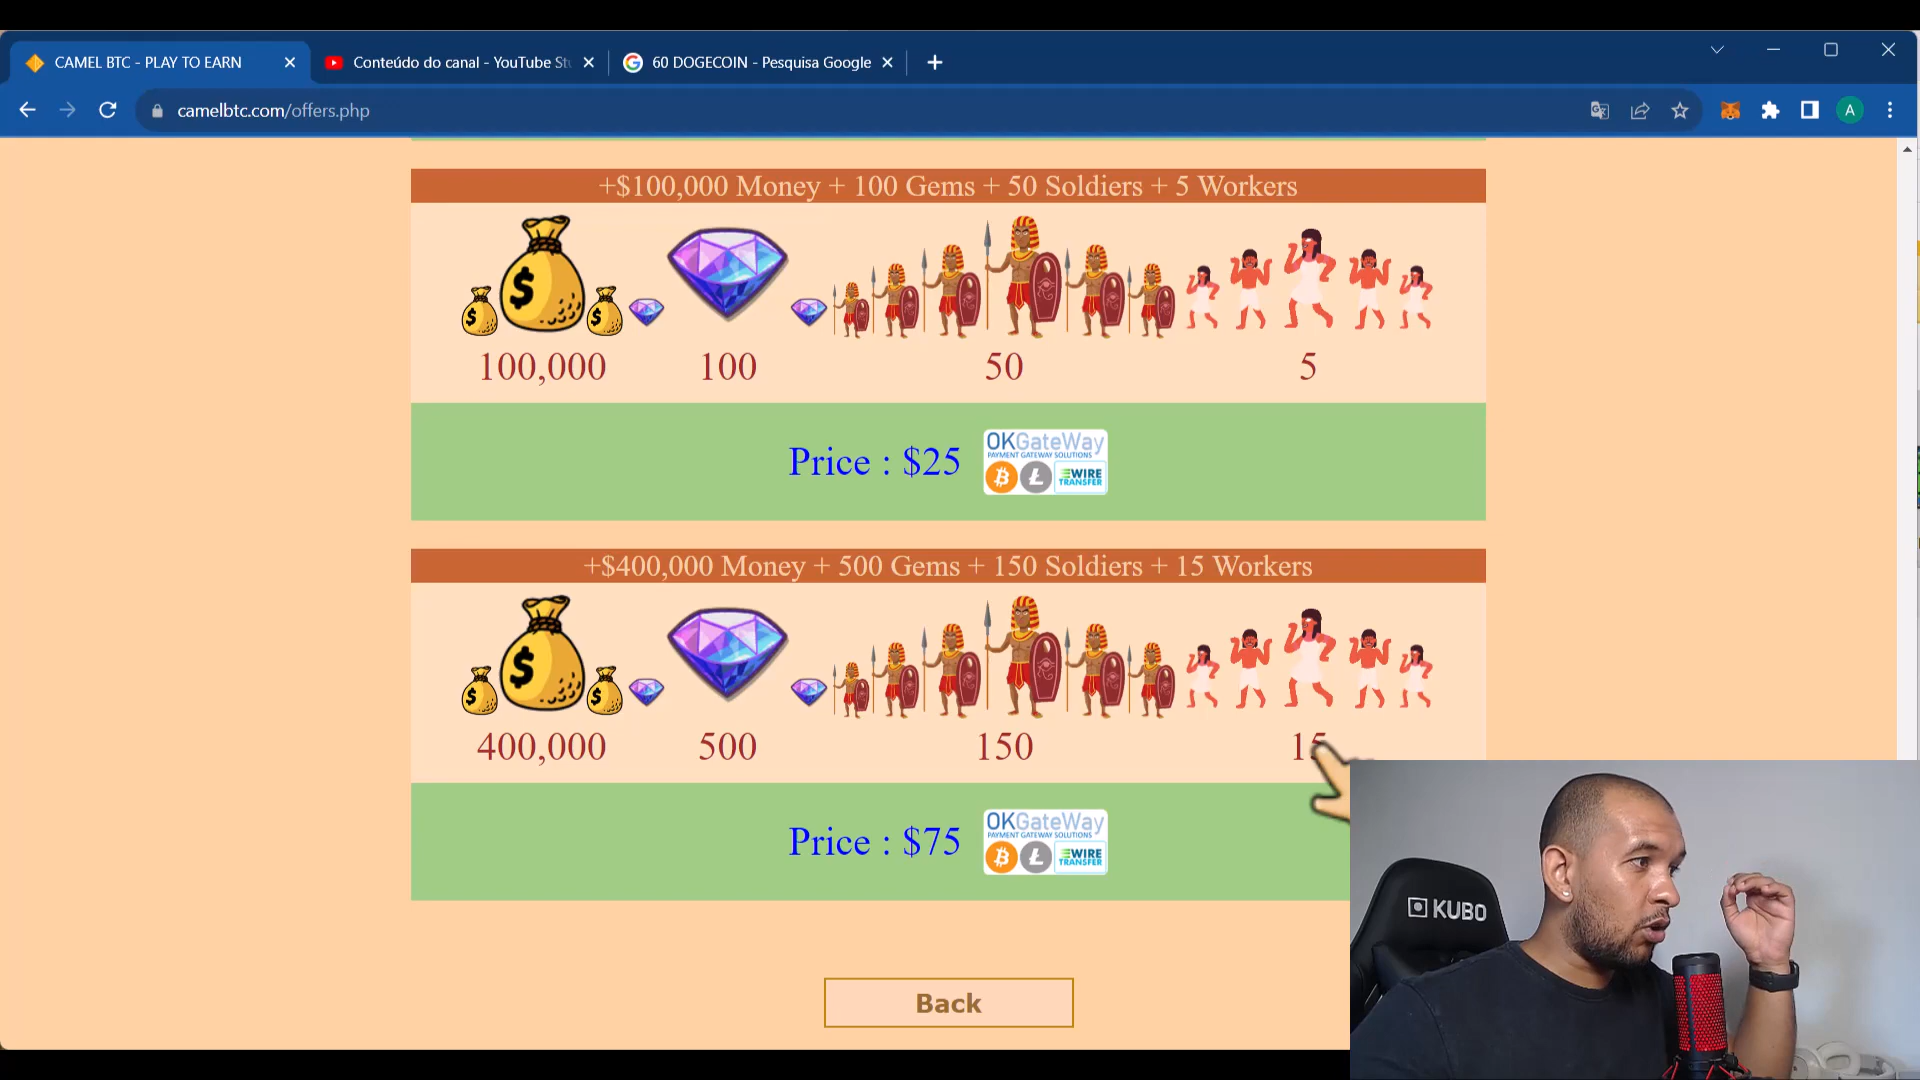 CAMEL BTC - PLAY TO EARN
Conteúdo do canal - YouTube St
60 DOGECOIN - Pesquisa Google
camelbtc.com/offers.php
A
+$100,000 Money + 100 Gems + 50 Soldiers + 5 Workers
$ $ $
100,000 100 50 5
Price : $25
OKGateWay
PAYMENT GATEWAY SOLUTIONS
WIRE
TRANSFER
+$400,000 Money + 500 Gems + 150 Soldiers + 15 Workers
$ $ $
400,000 500 150 15
Price : $75
OKGateWay
PAYMENT GATEWAY SOLUTIONS
WIRE
TRANSFER
KUBO
Back